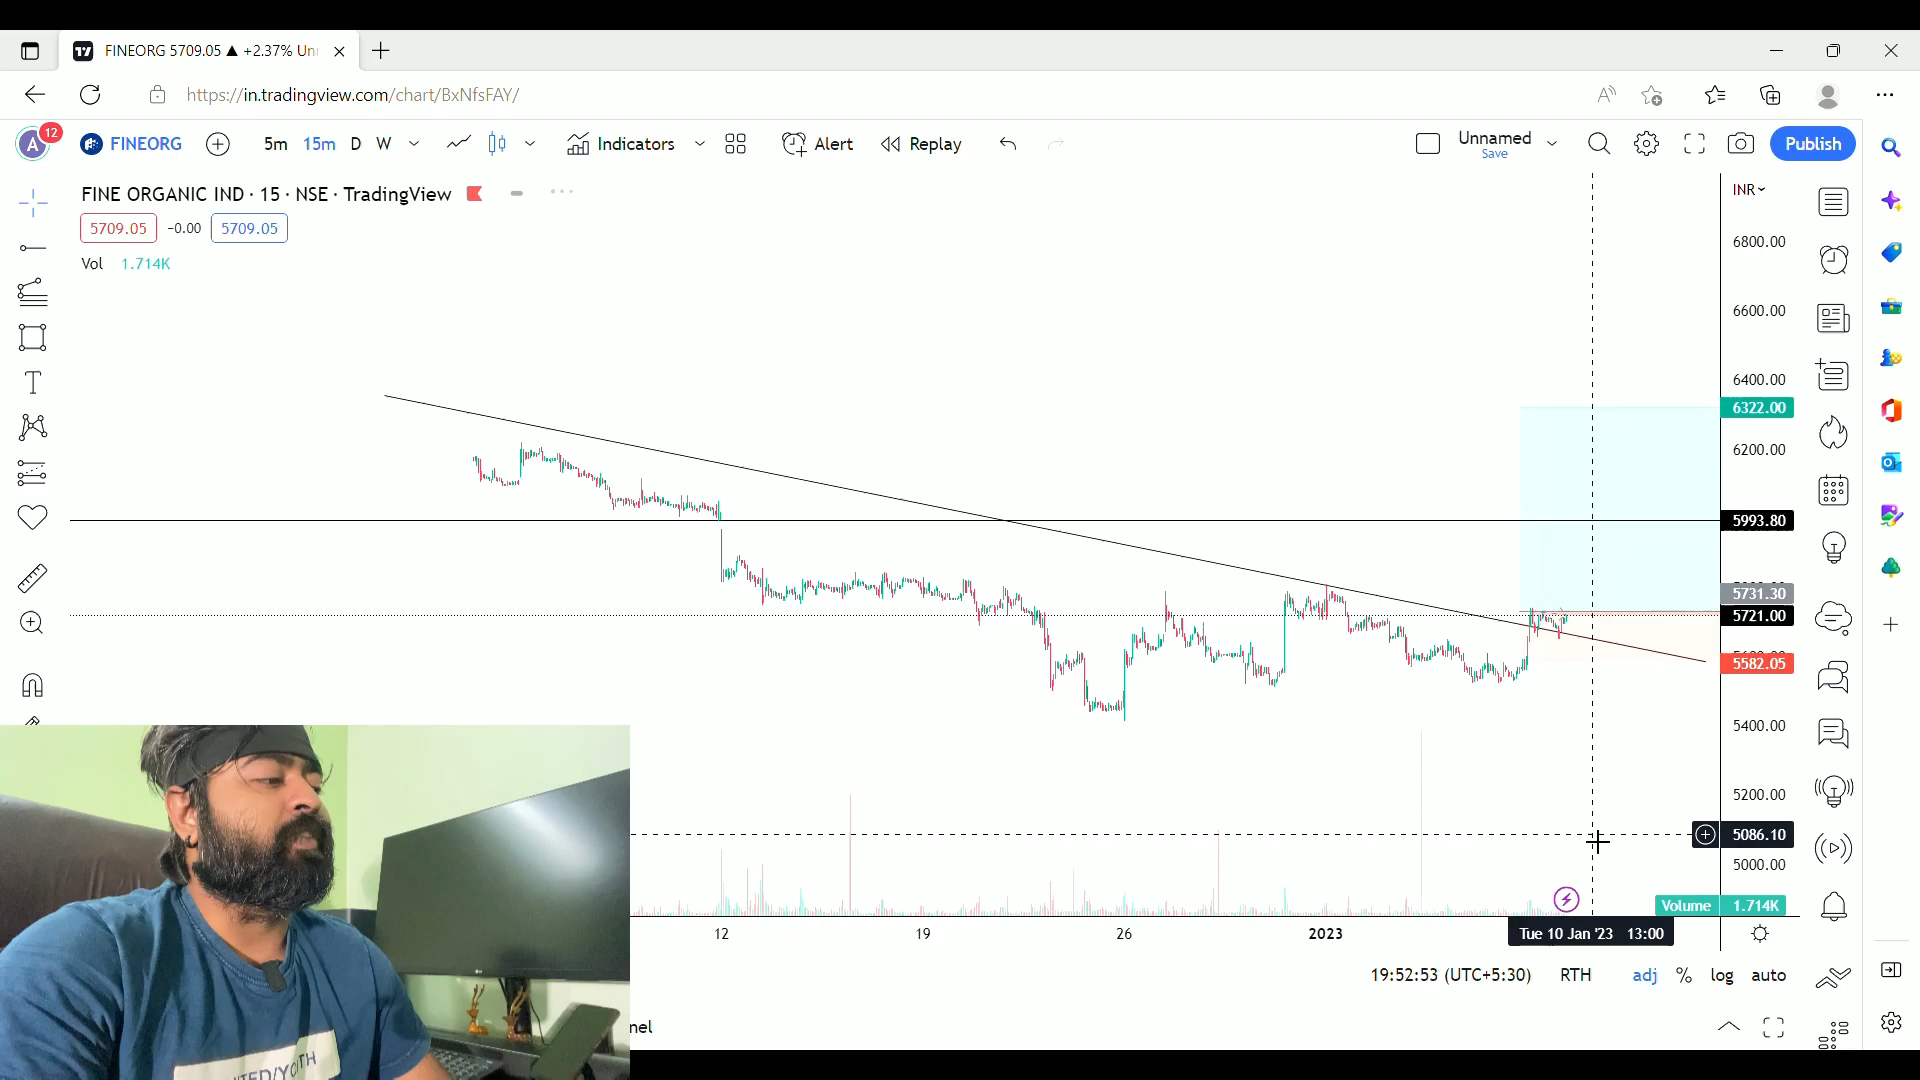 FINEORG 5709.05 ▲ +2.37% Un
https://in.tradingview.com/chart/BxNfsFAY/
A 12 FINEORG 5m 15m D W Indicators Alert Replay Unnamed Save Publish
FINE ORGANIC IND · 15 · NSE · TradingView
INR
5709.05 -0.00 5709.05
Vol 1.714K
6800.00
6600.00
6400.00
6322.00
6200.00
5993.80
5731.30
5721.00
5582.05
5400.00
5200.00
5086.10
5000.00
Volume 1.714K
12 19 26 2023 Tue 10 Jan '23 13:00
19:52:53 (UTC+5:30) RTH adj % log auto
nel